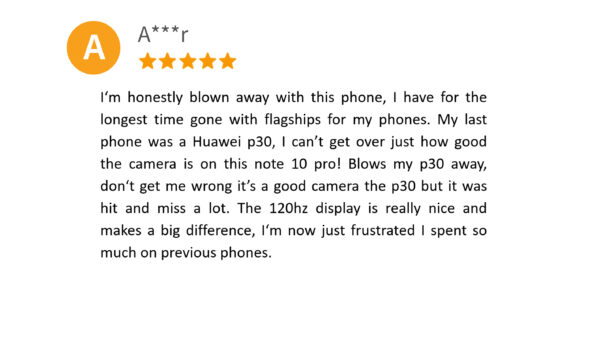 A
A***r
I‘m honestly blown away with this phone, I have for the
longest time gone with flagships for my phones. My last
phone was a Huawei p30, I can’t get over just how good
the camera is on this note 10 pro! Blows my p30 away,
don‘t get me wrong it’s a good camera the p30 but it was
hit and miss a lot. The 120hz display is really nice and
makes a big difference, I‘m now just frustrated I spent so
much on previous phones.